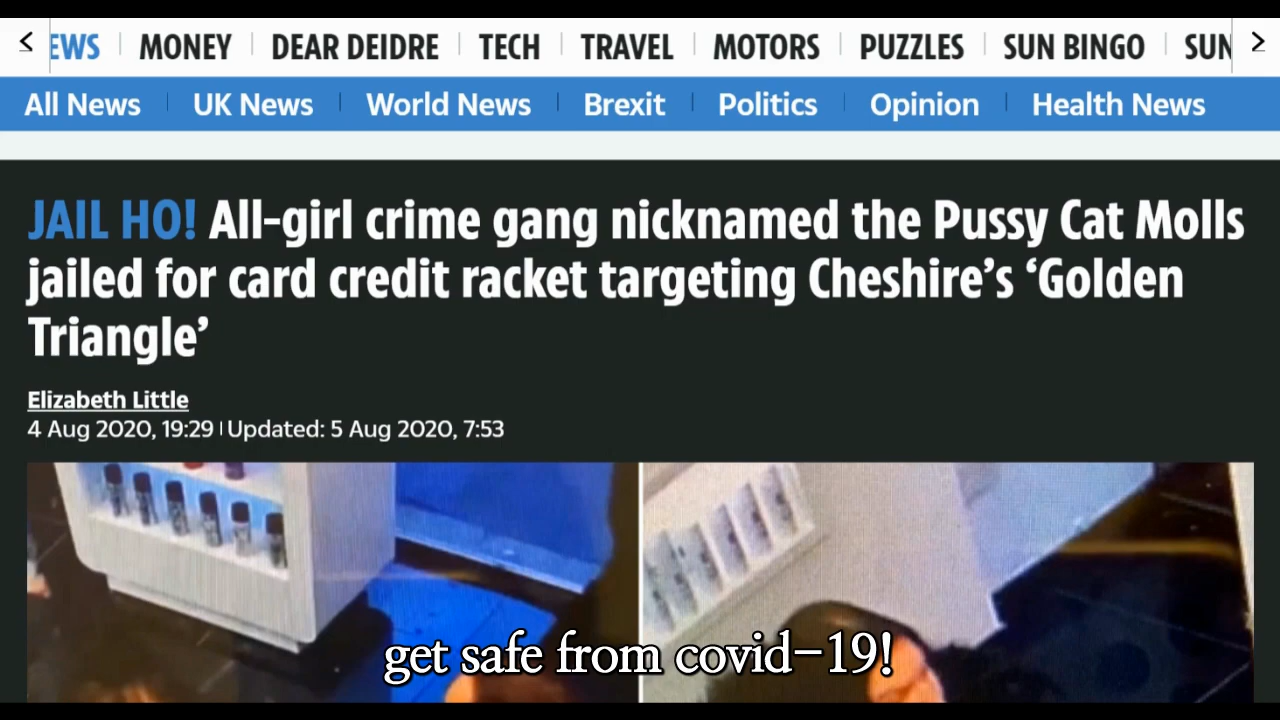 < EWS MONEY DEAR DEIDRE TECH TRAVEL MOTORS PUZZLES SUN BINGO SUN >
All News UK News World News Brexit Politics Opinion Health News
JAIL HO! All-girl crime gang nicknamed the Pussy Cat Molls
jailed for card credit racket targeting Cheshire's ‘Golden
Triangle’
Elizabeth Little
4 Aug 2020, 19:29 | Updated: 5 Aug 2020, 7:53
get safe from covid-19!